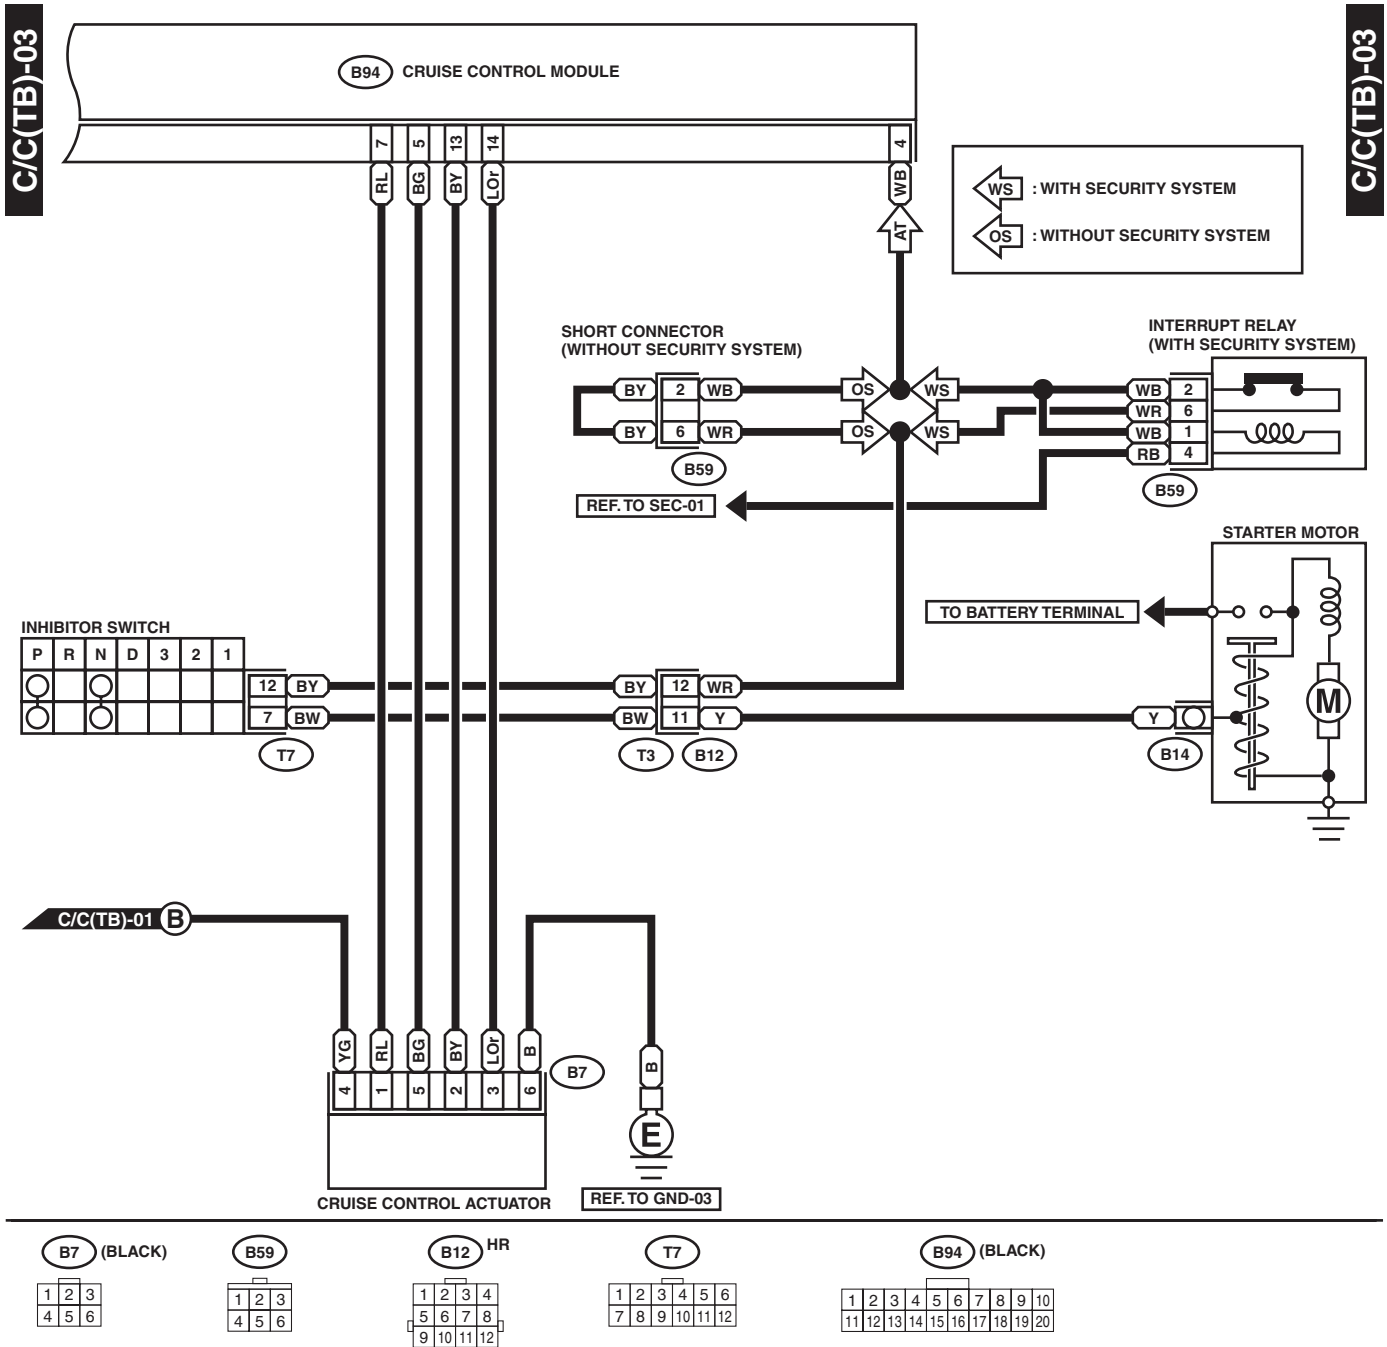 C/C(TB)-03
C/C(TB)-03
B94 CRUISE CONTROL MODULE
7 5 13 14 4
RL BG BY LOr WB
AT
WS : WITH SECURITY SYSTEM
OS : WITHOUT SECURITY SYSTEM
SHORT CONNECTOR
(WITHOUT SECURITY SYSTEM)
INTERRUPT RELAY
(WITH SECURITY SYSTEM)
BY 2 WB OS WS WB 2
WR 6
BY 6 WR OS WS WB 1
RB 4
B59
B59
REF. TO SEC-01
STARTER MOTOR
TO BATTERY TERMINAL
INHIBITOR SWITCH
P R N D 3 2 1
12 BY BY 12 WR
7 BW BW 11 Y Y
M
T7 T3 B12 B14
C/C(TB)-01 B
YG RL BG BY LOr B B
4 1 5 2 3 6
B7
E
CRUISE CONTROL ACTUATOR
REF. TO GND-03
B7 (BLACK)
1 2 3
4 5 6
B59
1 2 3
4 5 6
B12 HR
1 2 3 4
5 6 7 8
9 10 11 12
T7
1 2 3 4 5 6
7 8 9 10 11 12
B94 (BLACK)
1 2 3 4 5 6 7 8 9 10
11 12 13 14 15 16 17 18 19 20